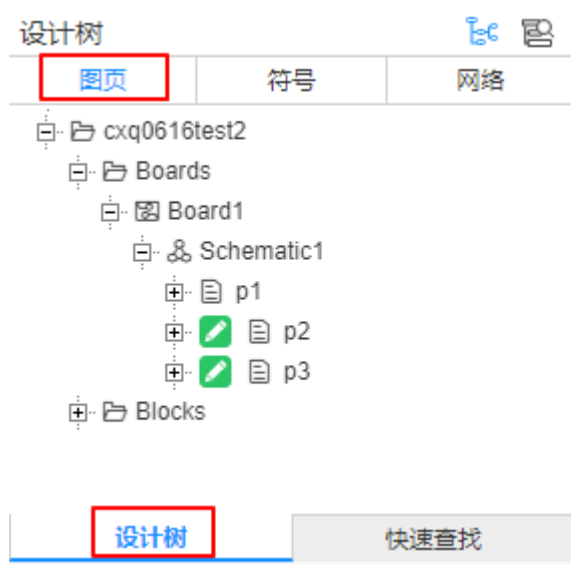 设计树
图页 符号 网络
cxq0616test2
Boards
Board1
Schematic1
p1
p2
p3
Blocks
设计树 快速查找